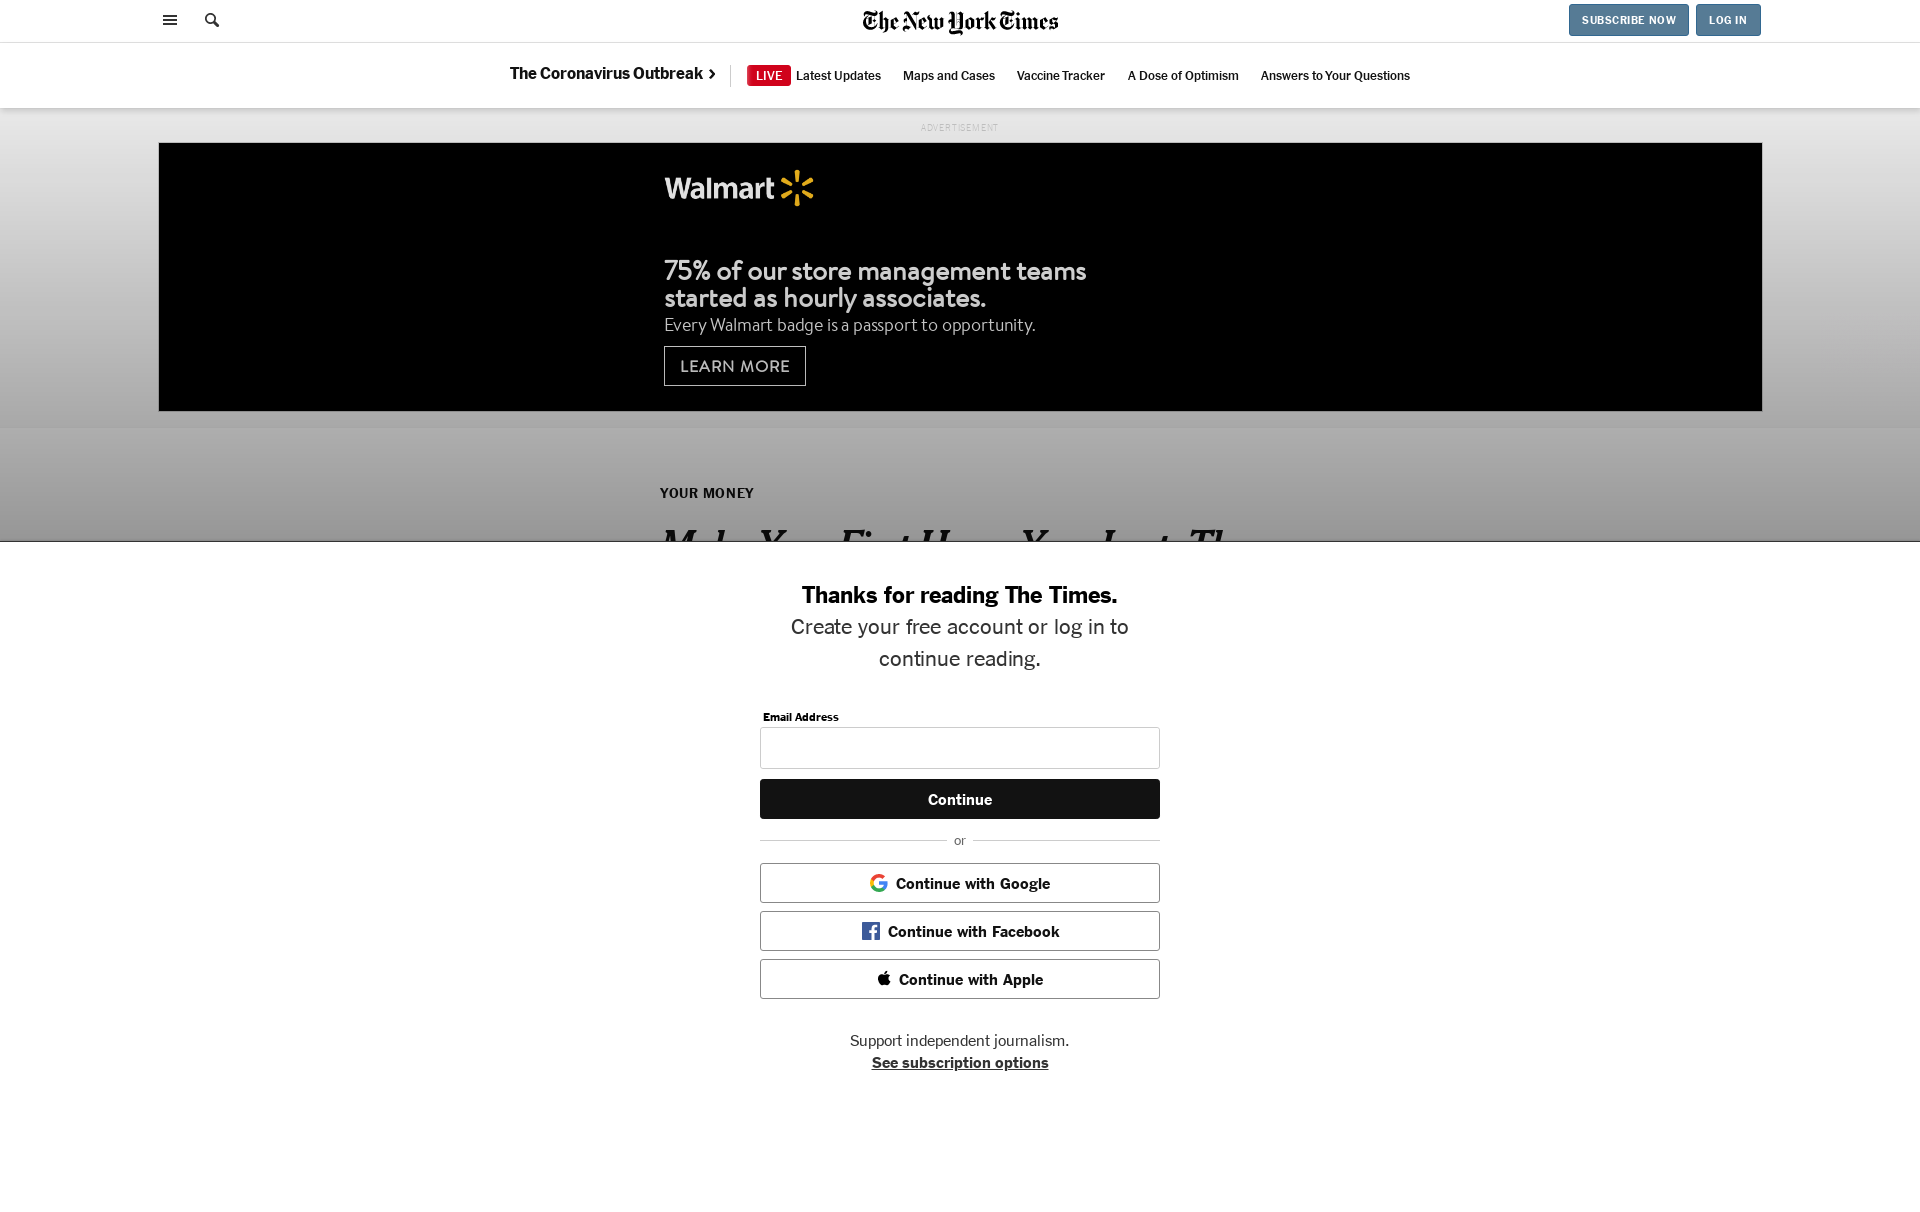 The New York Times
SUBSCRIBE NOW
LOG IN
The Coronavirus Outbreak
LIVE Latest Updates
Maps and Cases
Vaccine Tracker
A Dose of Optimism
Answers to Your Questions
ADVERTISEMENT
Walmart
75% of our store management teams
started as hourly associates.
Every Walmart badge is a passport to opportunity.
LEARN MORE
YOUR MONEY
Thanks for reading The Times.
Create your free account or log in to
continue reading.
Email Address
Continue
or
Continue with Google
Continue with Facebook
Continue with Apple
Support independent journalism.
See subscription options